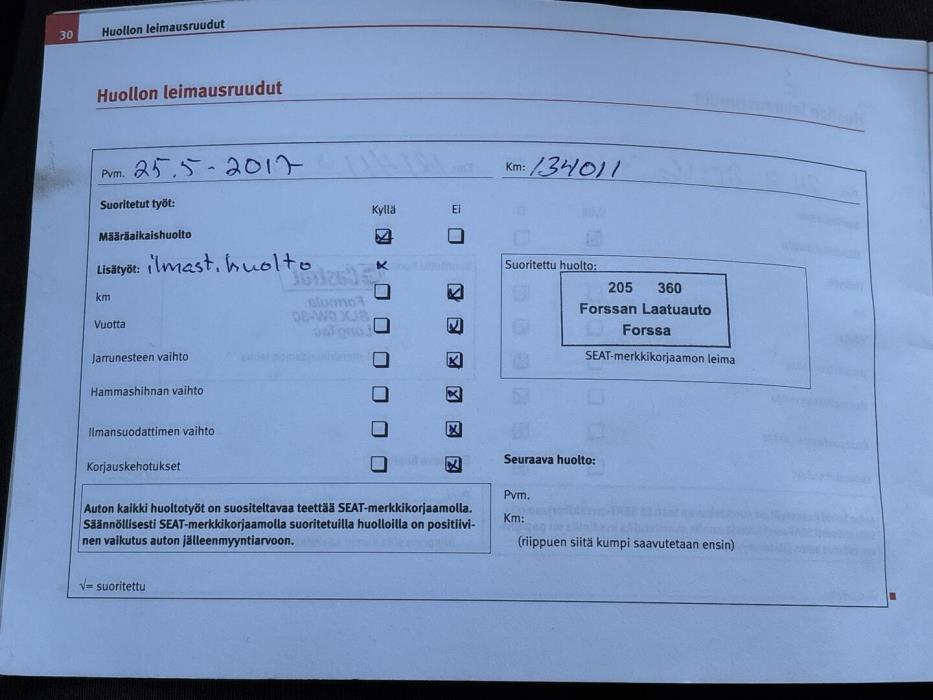 30 Huollon leimausruudut
Huollon leimausruudut
Pvm. 25.5-2017 Km: 134011
Suoritetut työt: Kyllä Ei
Määräaikaishuolto
Lisätyöt: ilmast.huolto x
Suoritettu huolto:
km
205 360
Forssan Laatuauto
Forssa
Vuotta
SEAT-merkkikorjaamon leima
Jarrunesteen vaihto
Hammashihnan vaihto
Ilmansuodattimen vaihto
Korjauskehotukset
Seuraava huolto:
Pvm.
Km:
(riippuen siitä kumpi saavutetaan ensin)
Auton kaikki huoltotyöt on suositeltavaa teettää SEAT-merkkikorjaamolla.
Säännöllisesti SEAT-merkkikorjaamolla suoritetuilla huolloilla on positiivi-
nen vaikutus auton jälleenmyyntiarvoon.
√= suoritettu